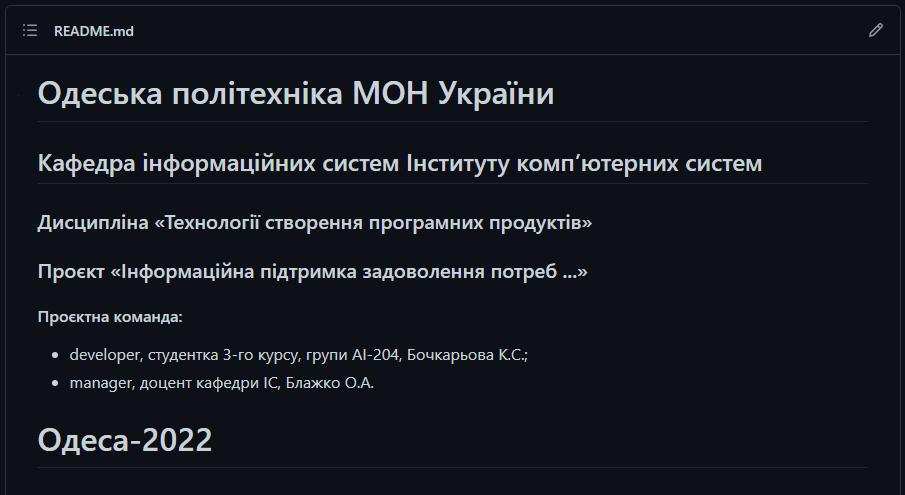 README.md
Одеська політехніка МОН України
Кафедра інформаційних систем Інституту комп’ютерних систем
Дисципліна «Технології створення програмних продуктів»
Проєкт «Інформаційна підтримка задоволення потреб ...»
Проєктна команда:
developer, студентка 3-го курсу, групи АІ-204, Бочкарьова К.С.;
manager, доцент кафедри ІС, Блажко О.А.
Одеса-2022